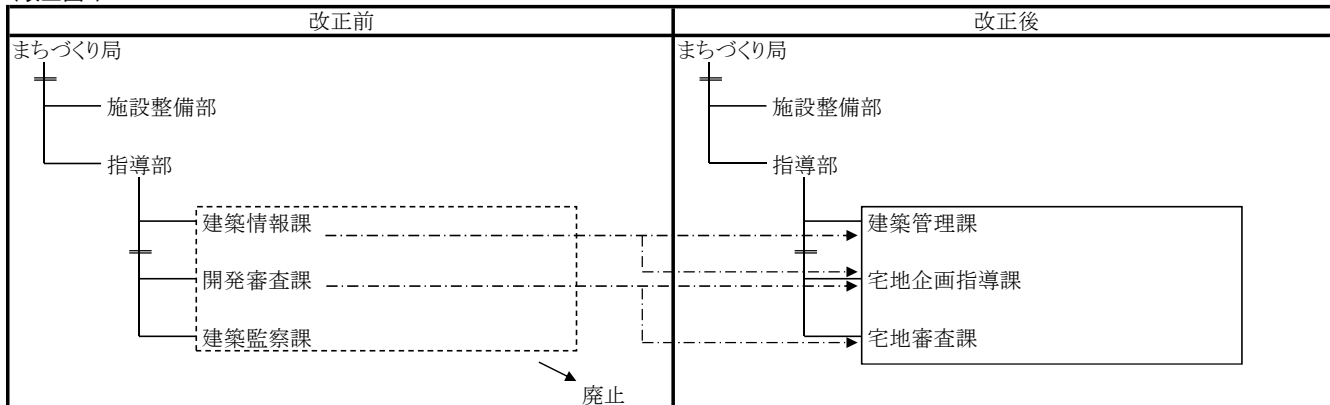 改正前
まちづくり局
施設整備部
指導部
建築情報課
開発審査課
建築監察課
廃止
改正後
まちづくり局
施設整備部
指導部
建築管理課
宅地企画指導課
宅地審査課